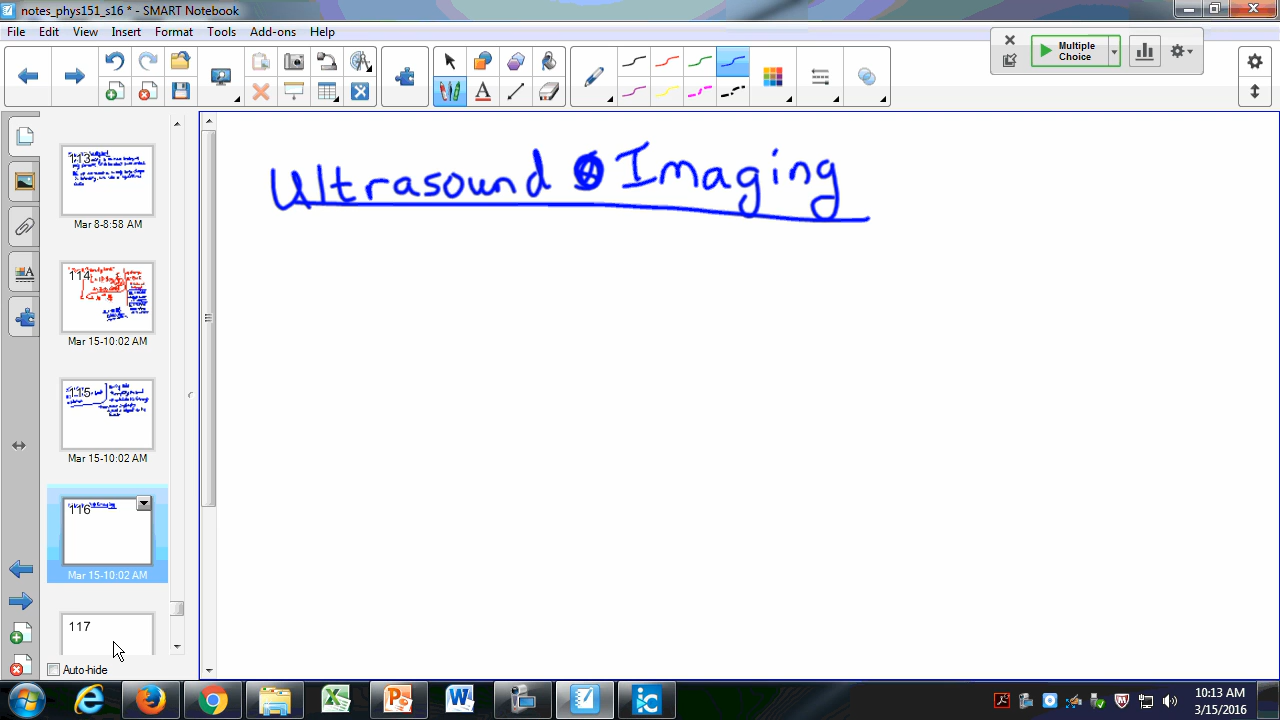 notes_phys151_s16 * - SMART Notebook
File Edit View Insert Format Tools Add-ons Help
Multiple
Choice
Ultrasound Imaging
113
Mar 8-8:58 AM
114
Mar 15-10:02 AM
115
Mar 15-10:02 AM
116
Mar 15-10:02 AM
117
Auto-hide
10:13 AM
3/15/2016